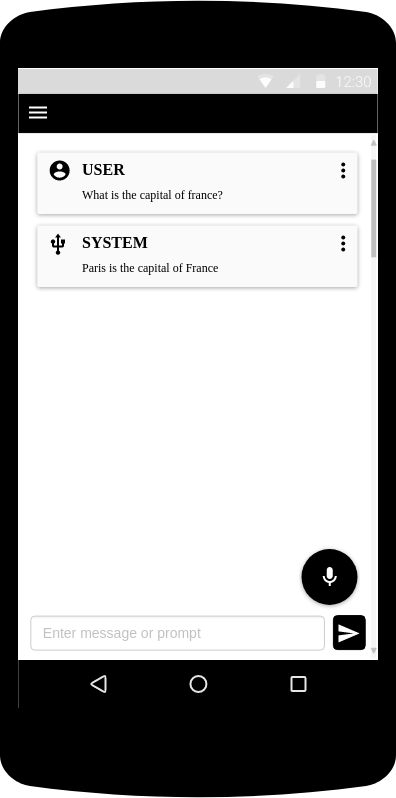 12:30
USER
What is the capital of france?
SYSTEM
Paris is the capital of France
Enter message or prompt